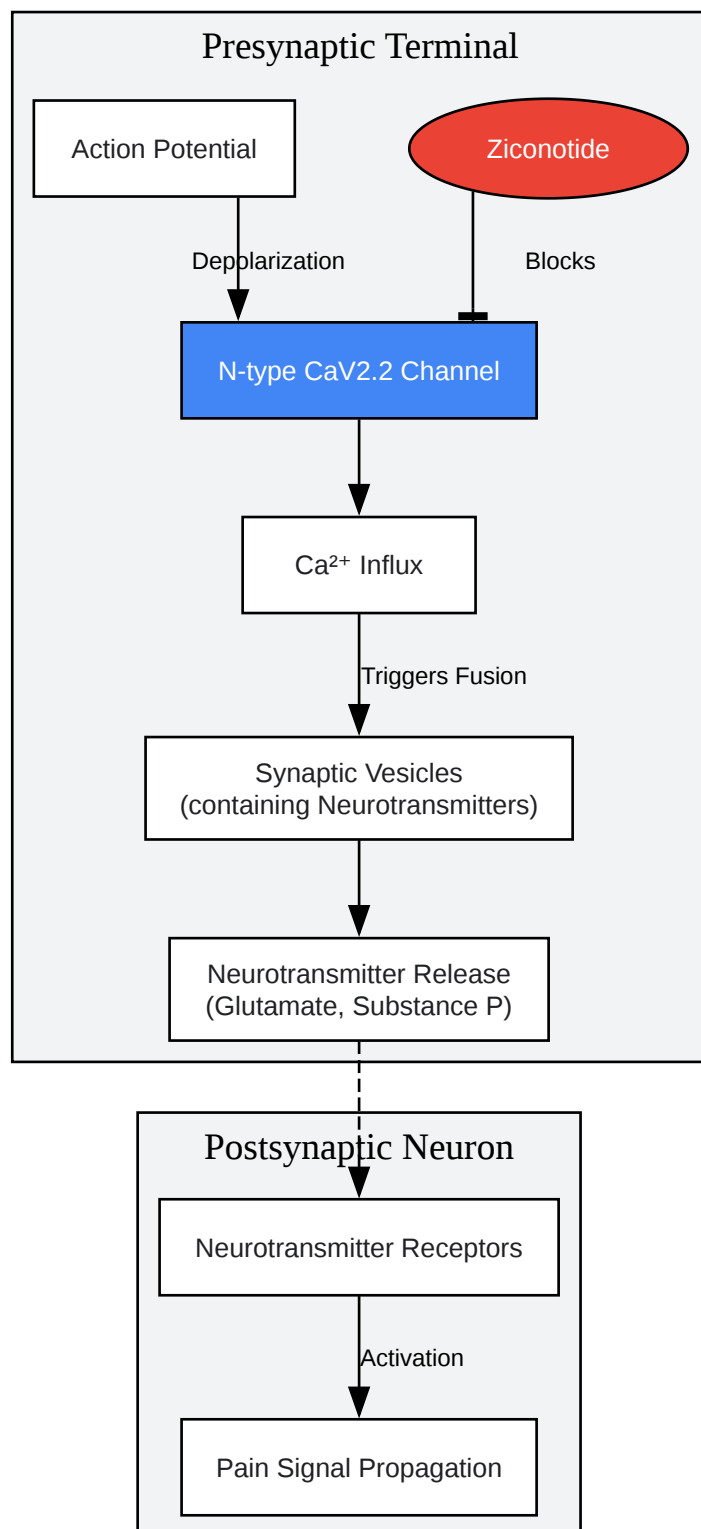 Presynaptic Terminal
Action Potential
Ziconotide
Depolarization
Blocks
N-type CaV2.2 Channel
Ca²⁺ Influx
Triggers Fusion
Synaptic Vesicles
(containing Neurotransmitters)
Neurotransmitter Release
(Glutamate, Substance P)
Postsynaptic Neuron
Neurotransmitter Receptors
Activation
Pain Signal Propagation